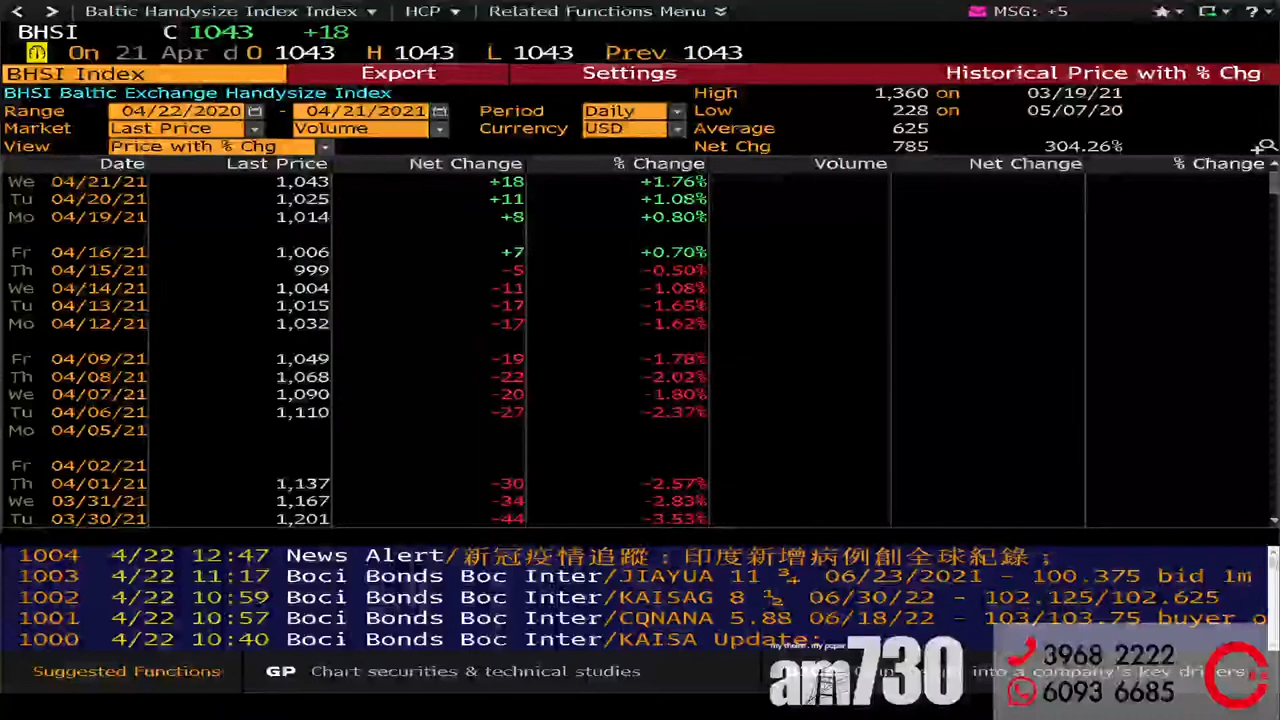 < > Baltic Handysize Index Index HCP Related Functions Menu MSG: +5 ?
BHSI C 1043 +18
On 21 Apr d O 1043 H 1043 L 1043 Prev 1043
BHSI Index Export Settings Historical Price with % Chg
BHSI Baltic Exchange Handysize Index High 1,360 on 03/19/21
Range 04/22/2020 - 04/21/2021 Period Daily Low 228 on 05/07/20
Market Last Price Volume Currency USD Average 625
View Price with % Chg Net Chg 785 304.26%
Date Last Price Net Change % Change Volume Net Change % Change
We 04/21/21 1,043 +18 +1.76%
Tu 04/20/21 1,025 +11 +1.08%
Mo 04/19/21 1,014 +8 +0.80%
Fr 04/16/21 1,006 +7 +0.70%
Th 04/15/21 999 -5 -0.50%
We 04/14/21 1,004 -11 -1.08%
Tu 04/13/21 1,015 -17 -1.65%
Mo 04/12/21 1,032 -17 -1.62%
Fr 04/09/21 1,049 -19 -1.78%
Th 04/08/21 1,068 -22 -2.02%
We 04/07/21 1,090 -20 -1.80%
Tu 04/06/21 1,110 -27 -2.37%
Mo 04/05/21
Fr 04/02/21
Th 04/01/21 1,137 -30 -2.57%
We 03/31/21 1,167 -34 -2.83%
Tu 03/30/21 1,201 -44 -3.53%
1004 4/22 12:47 News Alert/新冠疫情追蹤：印度新增病例創全球紀錄；
1003 4/22 11:17 Boci Bonds Boc Inter/JIAYUA 11 ¾ 06/23/2021 - 100.375 bid 1m
1002 4/22 10:59 Boci Bonds Boc Inter/KAISAG 8 ½ 06/30/22 - 102.125/102.625
1001 4/22 10:57 Boci Bonds Boc Inter/CQNANA 5.88 06/18/22 - 103/103.75 buyer o
1000 4/22 10:40 Boci Bonds Boc Inter/KAISA Update:
Suggested Functions GP Chart securities & technical studies into a company's key drivers
my theme . my paper
am730
3968 2222
6093 6685